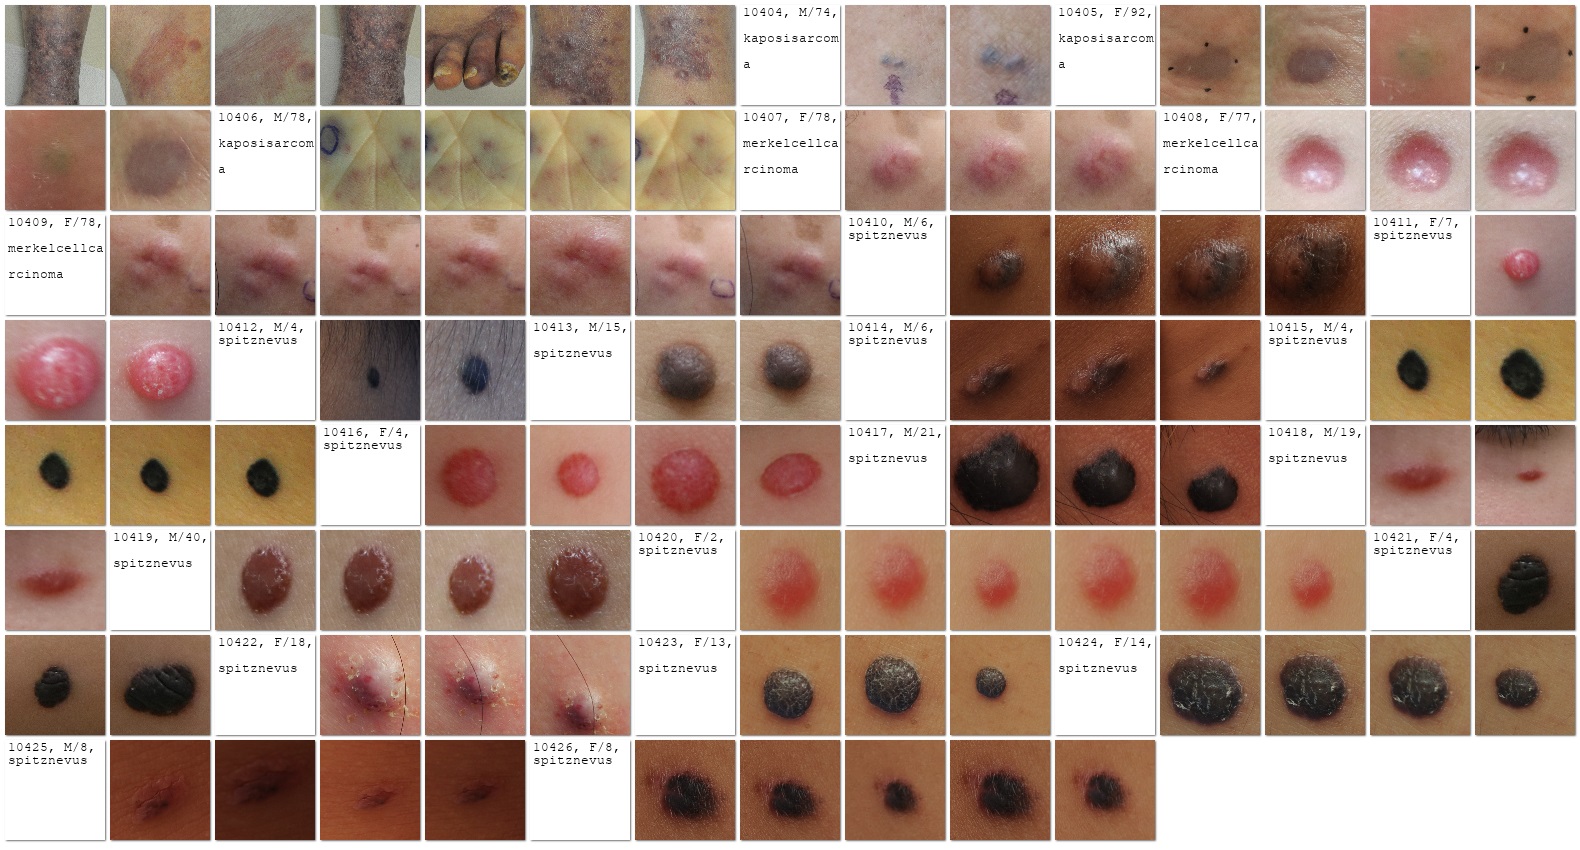 10404, M/74,
kaposisarcom
a
10405, F/92,
kaposisarcom
a
10406, M/78,
kaposisarcom
a
10407, F/78,
merkelcellca
rcinoma
10408, F/77,
merkelcellca
rcinoma
10409, F/78,
merkelcellca
rcinoma
10410, M/6,
spitznevus
10411, F/7,
spitznevus
10412, M/4,
spitznevus
10413, M/15,
spitznevus
10414, M/6,
spitznevus
10415, M/4,
spitznevus
10416, F/4,
spitznevus
10417, M/21,
spitznevus
10418, M/19,
spitznevus
10419, M/40,
spitznevus
10420, F/2,
spitznevus
10421, F/4,
spitznevus
10422, F/18,
spitznevus
10423, F/13,
spitznevus
10424, F/14,
spitznevus
10425, M/8,
spitznevus
10426, F/8,
spitznevus